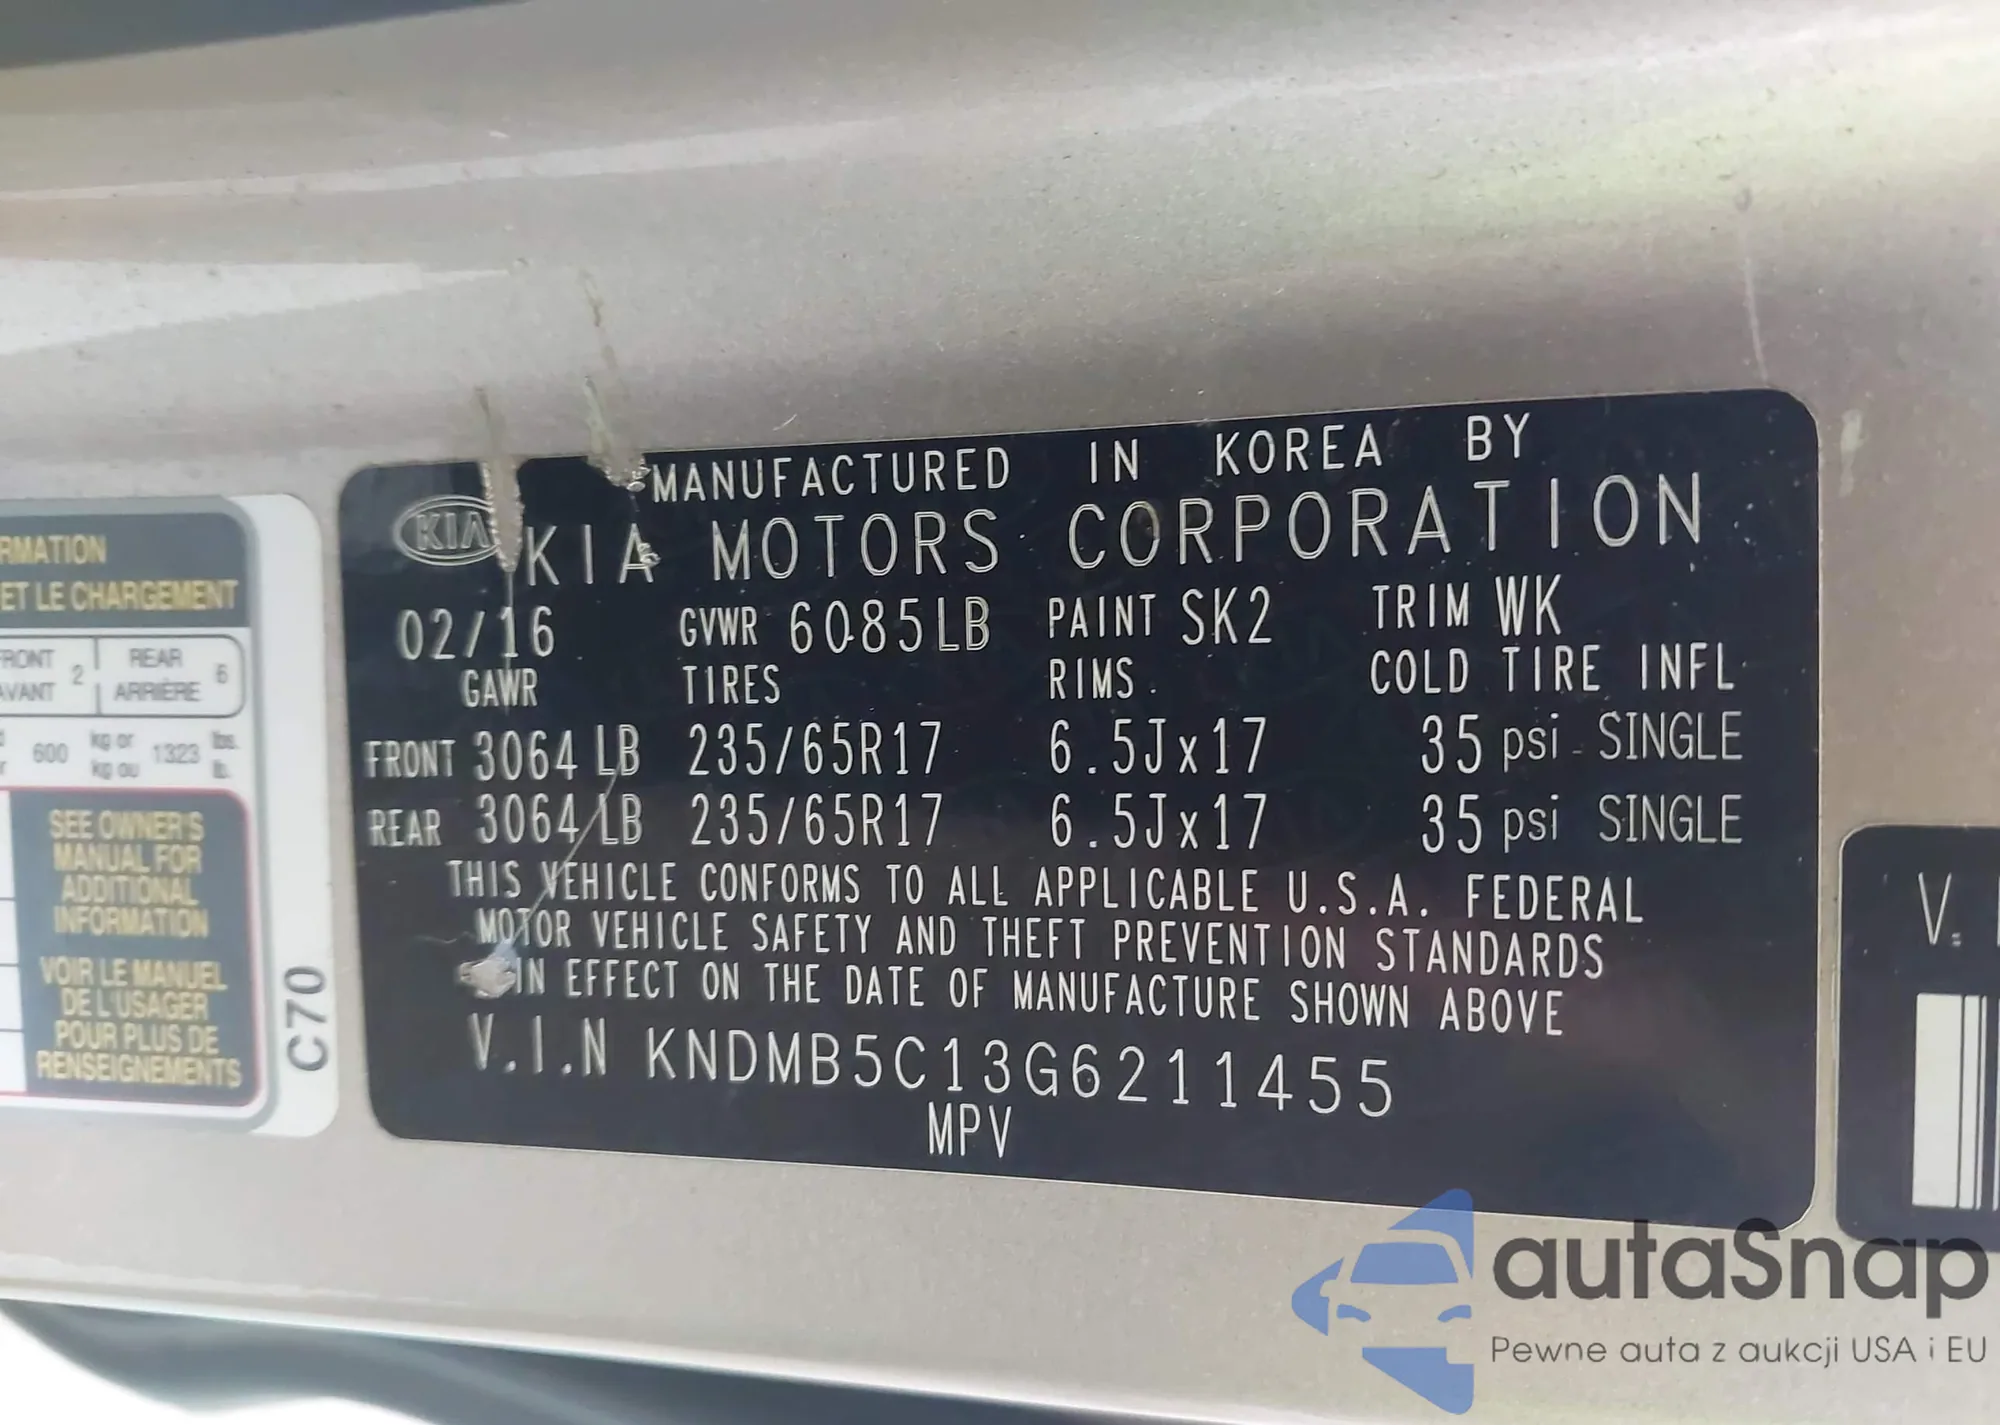 RMATION
ET LE CHARGEMENT
FRONT 2 REAR 6
AVANT ARRIÈRE
600 kg or 1323 lbs.
kg ou lb.
SEE OWNER'S
MANUAL FOR
ADDITIONAL
INFORMATION
VOIR LE MANUEL
DE L'USAGER
POUR PLUS DE
RENSEIGNEMENTS
C70
MANUFACTURED IN KOREA BY
KIA KIA MOTORS CORPORATION
02/16 GVWR 6085LB PAINT SK2 TRIM WK
GAWR TIRES RIMS COLD TIRE INFL
FRONT 3064 LB 235/65R17 6.5Jx17 35 psi SINGLE
REAR 3064 LB 235/65R17 6.5Jx17 35 psi SINGLE
THIS VEHICLE CONFORMS TO ALL APPLICABLE U.S.A. FEDERAL
MOTOR VEHICLE SAFETY AND THEFT PREVENTION STANDARDS
IN EFFECT ON THE DATE OF MANUFACTURE SHOWN ABOVE
V.I.N KNDMB5C13G6211455
MPV
V.
autaSnap
Pewne auta z aukcji USA i EU